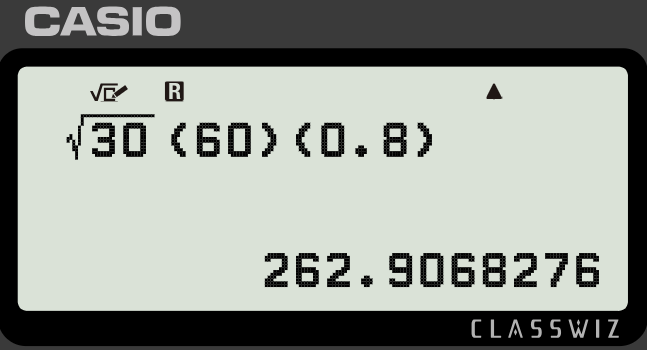 CASIO
√ R ▲
√30 (60)(0.8)
262.9068276
CLASSWIZ